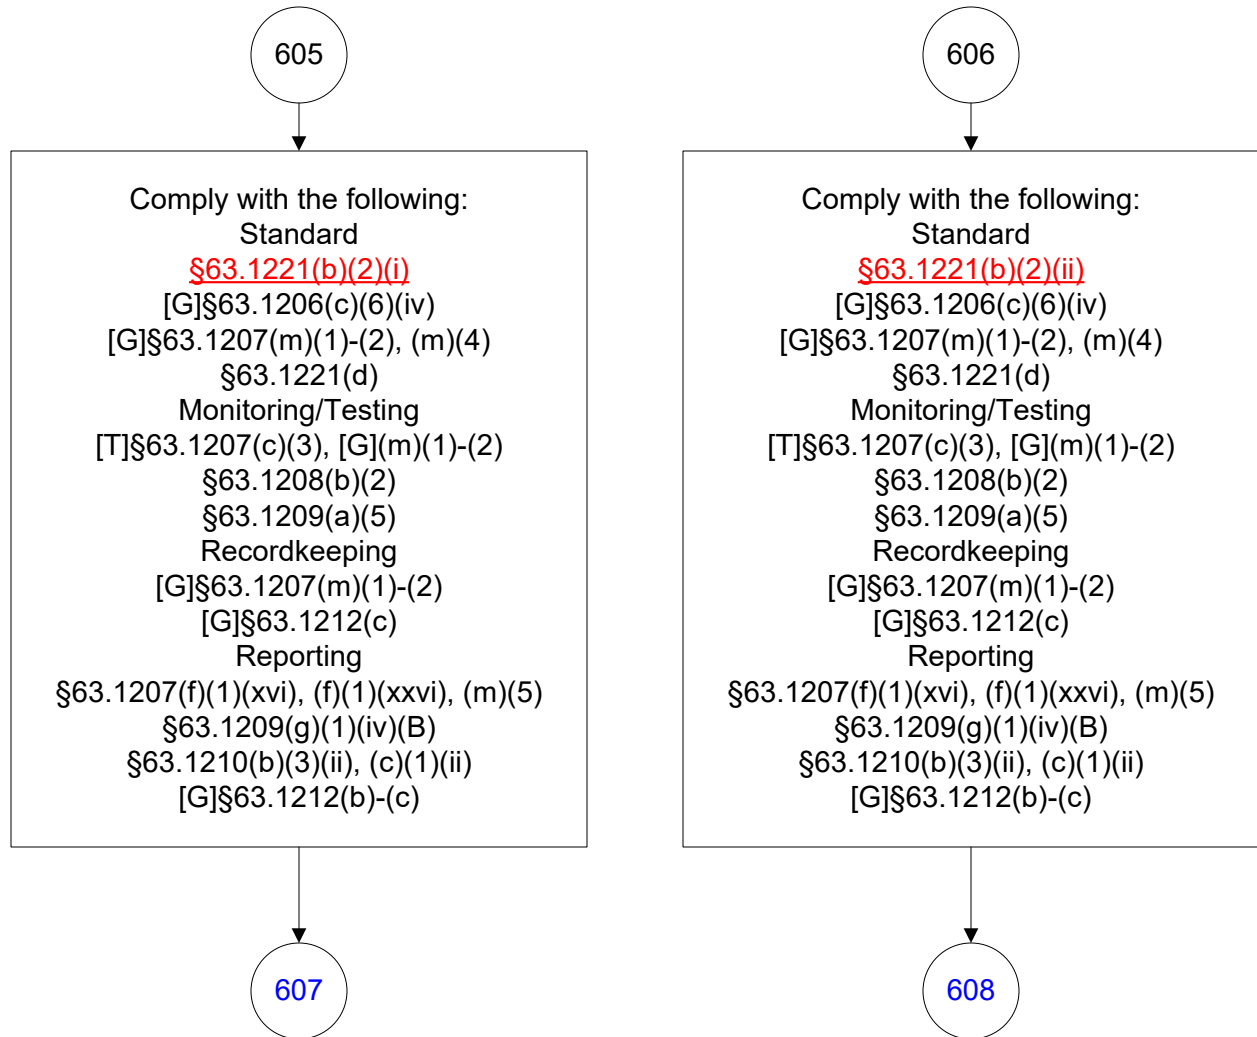 605
Comply with the following:
Standard
§63.1221(b)(2)(i)
[G]§63.1206(c)(6)(iv)
[G]§63.1207(m)(1)-(2), (m)(4)
§63.1221(d)
Monitoring/Testing
[T]§63.1207(c)(3), [G](m)(1)-(2)
§63.1208(b)(2)
§63.1209(a)(5)
Recordkeeping
[G]§63.1207(m)(1)-(2)
[G]§63.1212(c)
Reporting
§63.1207(f)(1)(xvi), (f)(1)(xxvi), (m)(5)
§63.1209(g)(1)(iv)(B)
§63.1210(b)(3)(ii), (c)(1)(ii)
[G]§63.1212(b)-(c)
607
606
Comply with the following:
Standard
§63.1221(b)(2)(ii)
[G]§63.1206(c)(6)(iv)
[G]§63.1207(m)(1)-(2), (m)(4)
§63.1221(d)
Monitoring/Testing
[T]§63.1207(c)(3), [G](m)(1)-(2)
§63.1208(b)(2)
§63.1209(a)(5)
Recordkeeping
[G]§63.1207(m)(1)-(2)
[G]§63.1212(c)
Reporting
§63.1207(f)(1)(xvi), (f)(1)(xxvi), (m)(5)
§63.1209(g)(1)(iv)(B)
§63.1210(b)(3)(ii), (c)(1)(ii)
[G]§63.1212(b)-(c)
608